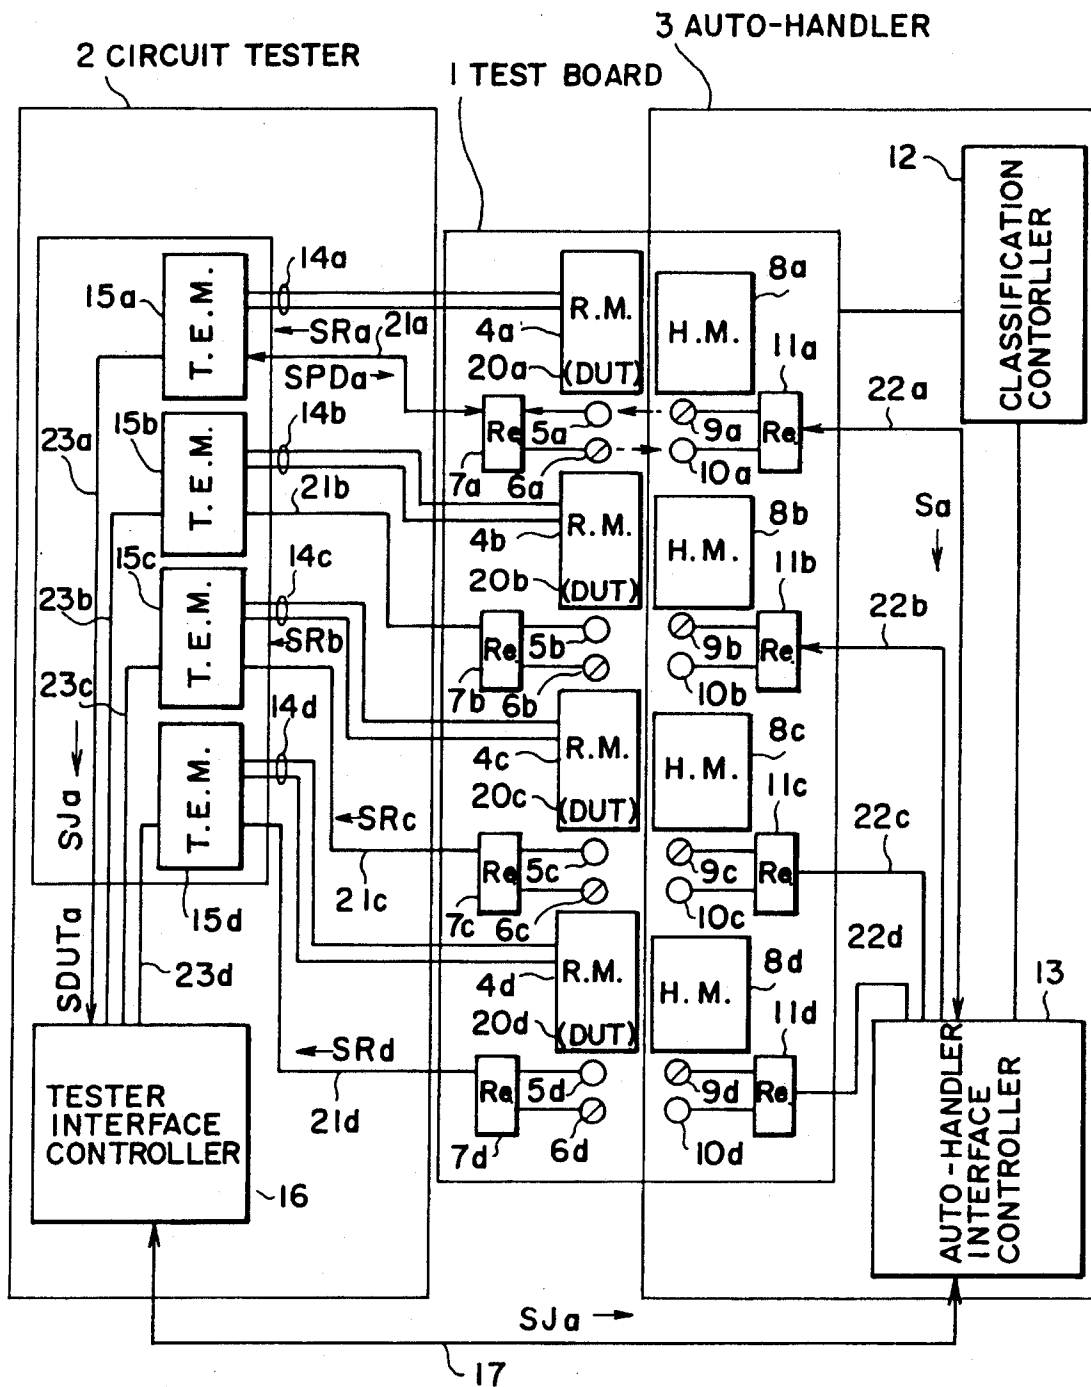 3 AUTO-HANDLER
2 CIRCUIT TESTER
1 TEST BOARD
12
CLASSIFICATION
CONTORLLER
14a
15a
T.E.M.
SRa
21a
SPDa
R.M.
4a
20a
(DUT)
8a
H.M.
11a
22a
Re
5a
9a
Re
7a
6a
10a
23a
15b
T.E.M.
14b
21b
R.M.
4b
20b
(DUT)
8b
H.M.
Sa
11b
22b
23b
15c
T.E.M.
14c
SRb
Re
5b
9b
Re
7b
6b
10b
23c
14d
R.M.
4c
20c
(DUT)
8c
H.M.
11c
22c
SJa
T.E.M.
15d
SRc
21c
Re
5c
9c
Re
7c
6c
10c
22d
SDUTa
23d
R.M.
4d
20d
(DUT)
8d
H.M.
11d
13
SRd
21d
Re
5d
9d
Re
7d
6d
10d
TESTER
INTERFACE
CONTROLLER
16
AUTO-HANDLER
INTERFACE
CONTROLLER
SJa
17